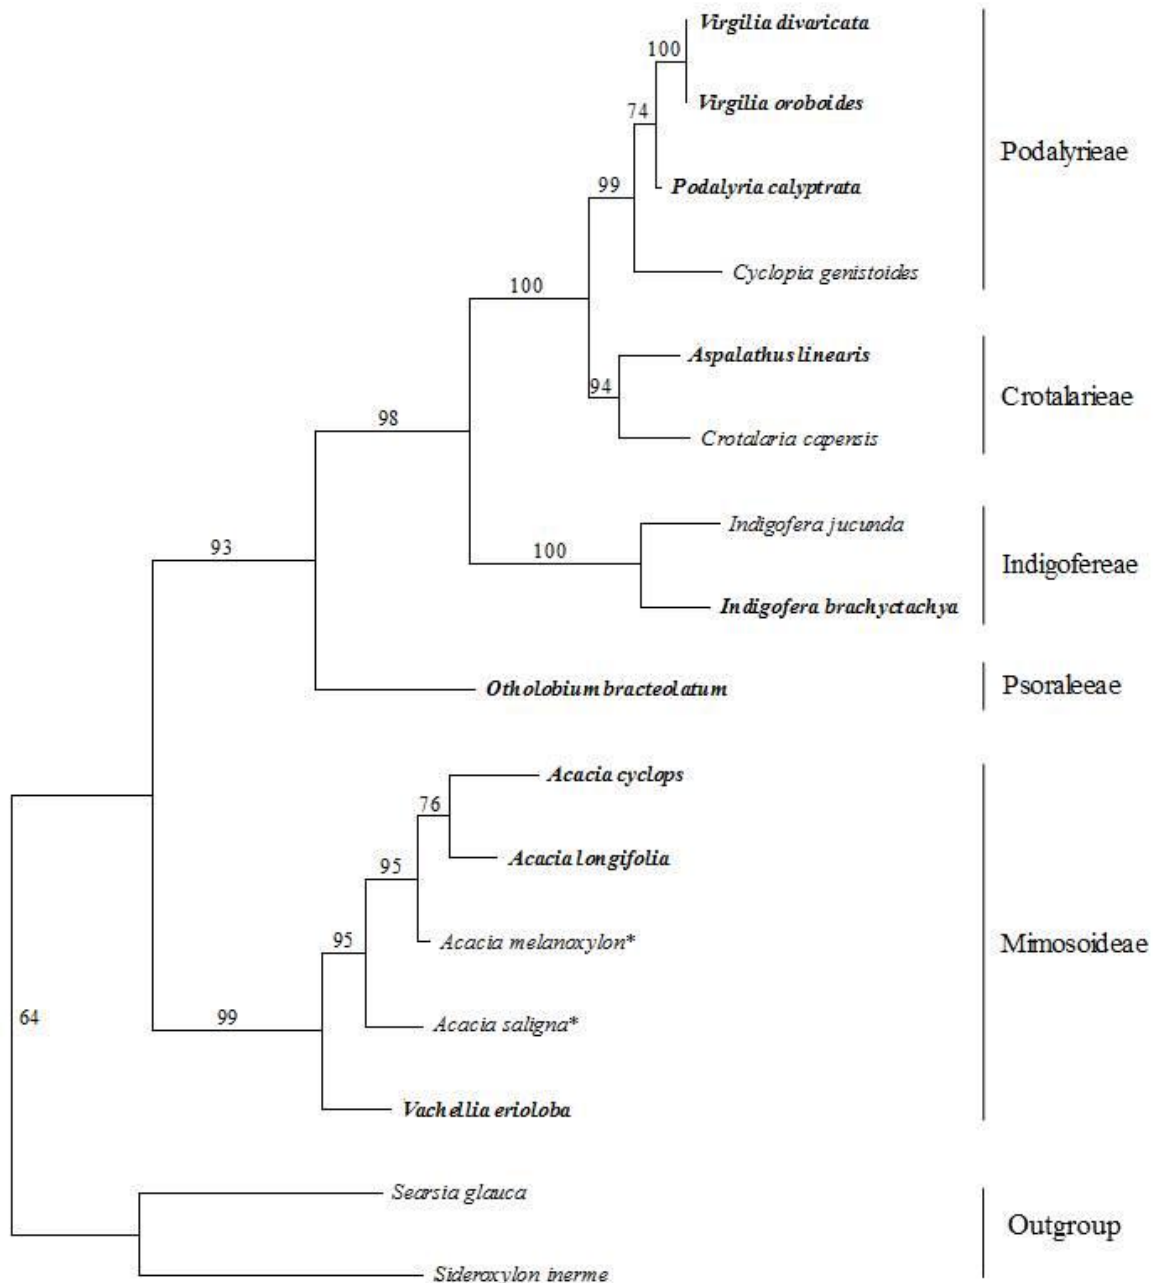 Virgilia divaricata
100
Virgilia oroboides
74
Podalyrieae
Podalyria calyptrata
99
Cyclopia genistoides
100
Aspalathus linearis
94
Crotalarieae
98
Crotalaria capensis
Indigofera jucunda
93
100
Indigofereae
Indigofera brachyctachya
Otholobium bracteolatum
Psoraleeae
Acacia cyclops
76
Acacia longifolia
95
Acacia melanoxylon*
95
Mimosoideae
64
99
Acacia saligna*
Vachellia erioloba
Searsia glauca
Outgroup
Sideroxylon inerme